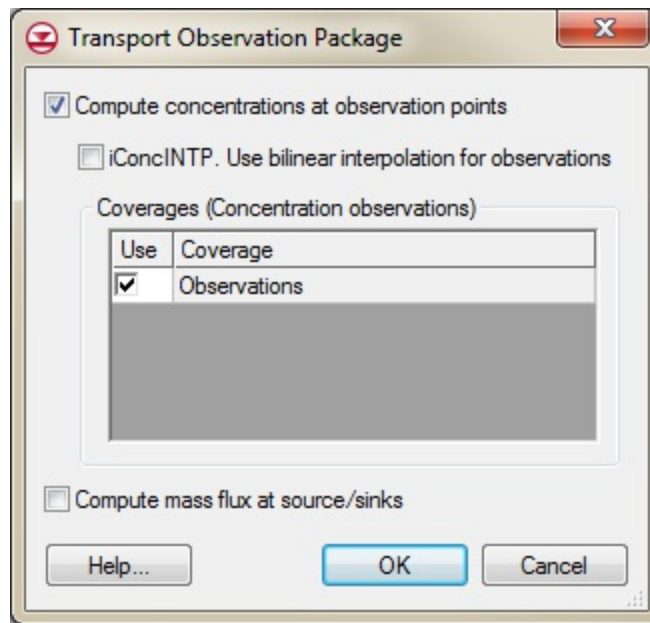 Transport Observation Package
Compute concentrations at observation points
iConcINTP. Use bilinear interpolation for observations
Coverages (Concentration observations)
Use Coverage
Observations
Compute mass flux at source/sinks
Help... OK Cancel